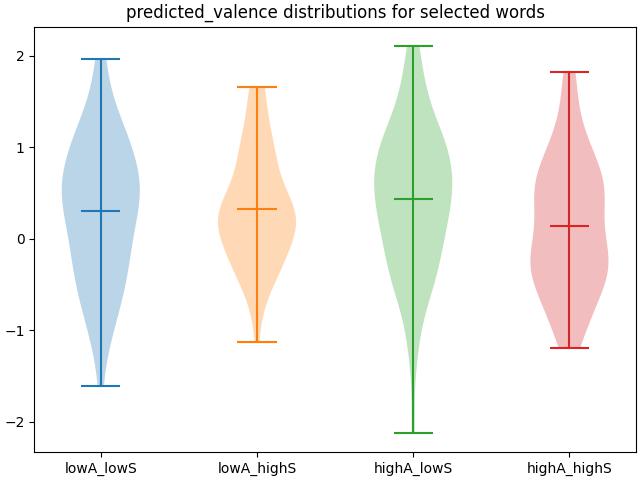 predicted_valence distributions for selected words
2
1
0
−1
−2
lowA_lowS lowA_highS highA_lowS highA_highS